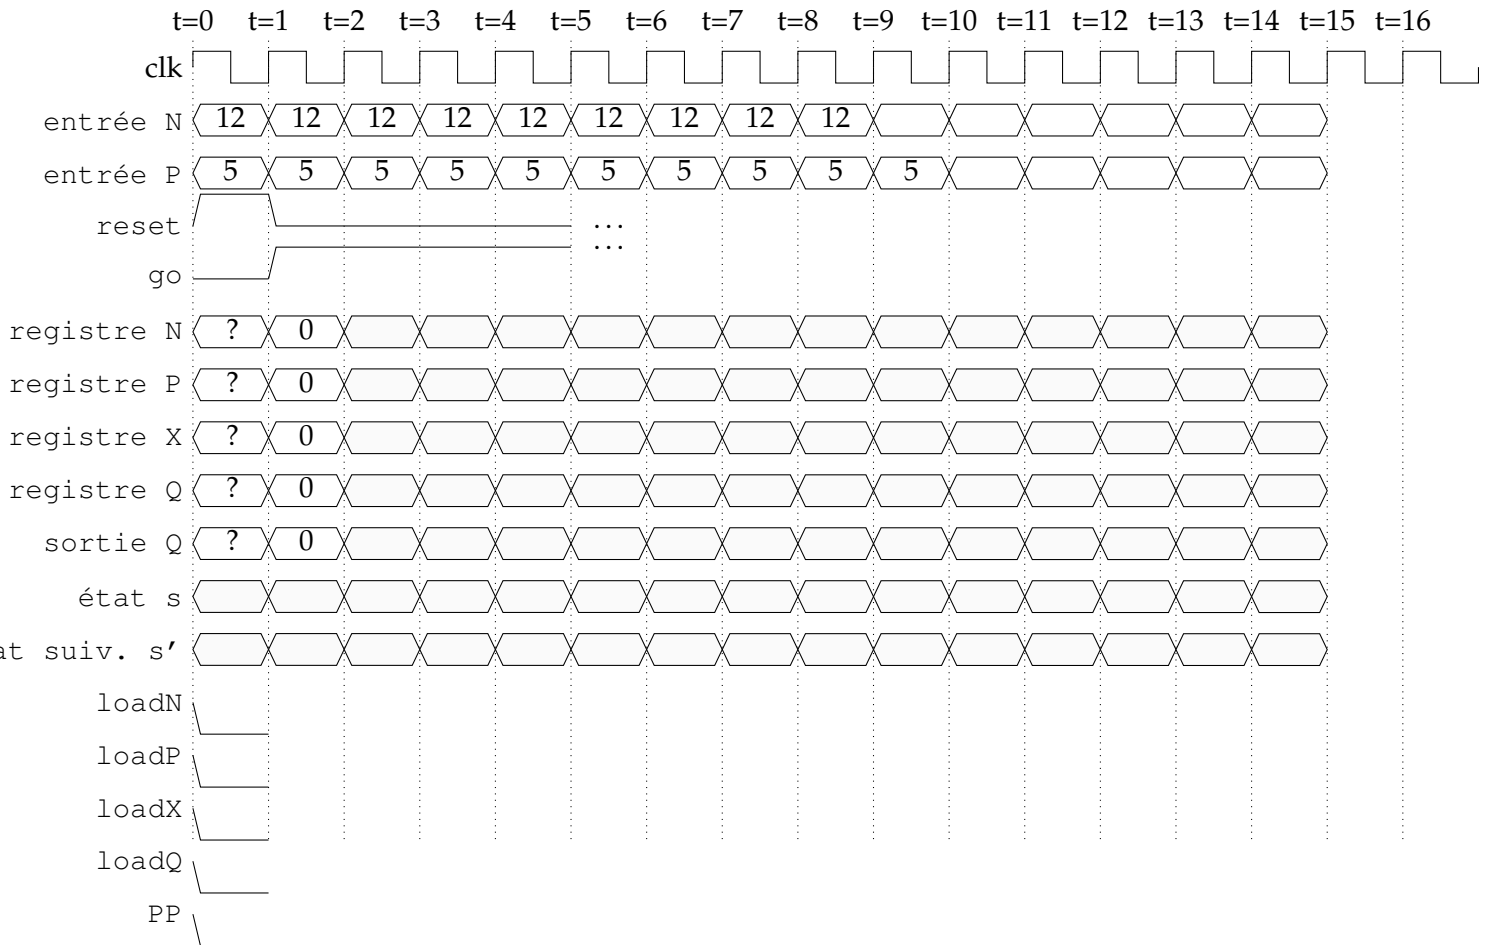 t=0 t=1 t=2 t=3 t=4 t=5 t=6 t=7 t=8 t=9 t=10 t=11 t=12 t=13 t=14 t=15 t=16
clk
entrée N 12 12 12 12 12 12 12 12 12
entrée P 5 5 5 5 5 5 5 5 5 5
reset ...
go ...
registre N ? 0
registre P ? 0
registre X ? 0
registre Q ? 0
sortie Q ? 0
état s
at suiv. s'
loadN
loadP
loadX
loadQ
PP